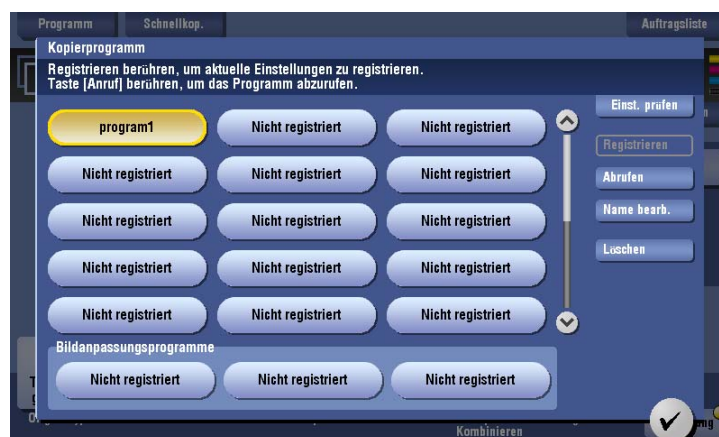 Programm Schnellkop. Auftragsliste
Kopierprogramm
Registrieren berühren, um aktuelle Einstellungen zu registrieren.
Taste [Anruf] berühren, um das Programm abzurufen.
Einst. prüfen
program1 Nicht registriert Nicht registriert
Registrieren
Nicht registriert Nicht registriert Nicht registriert
Abrufen
Nicht registriert Nicht registriert Nicht registriert
Name bearb.
Nicht registriert Nicht registriert Nicht registriert
Löschen
Nicht registriert Nicht registriert Nicht registriert
Bildanpassungsprogramme
Nicht registriert Nicht registriert Nicht registriert
Kombinieren